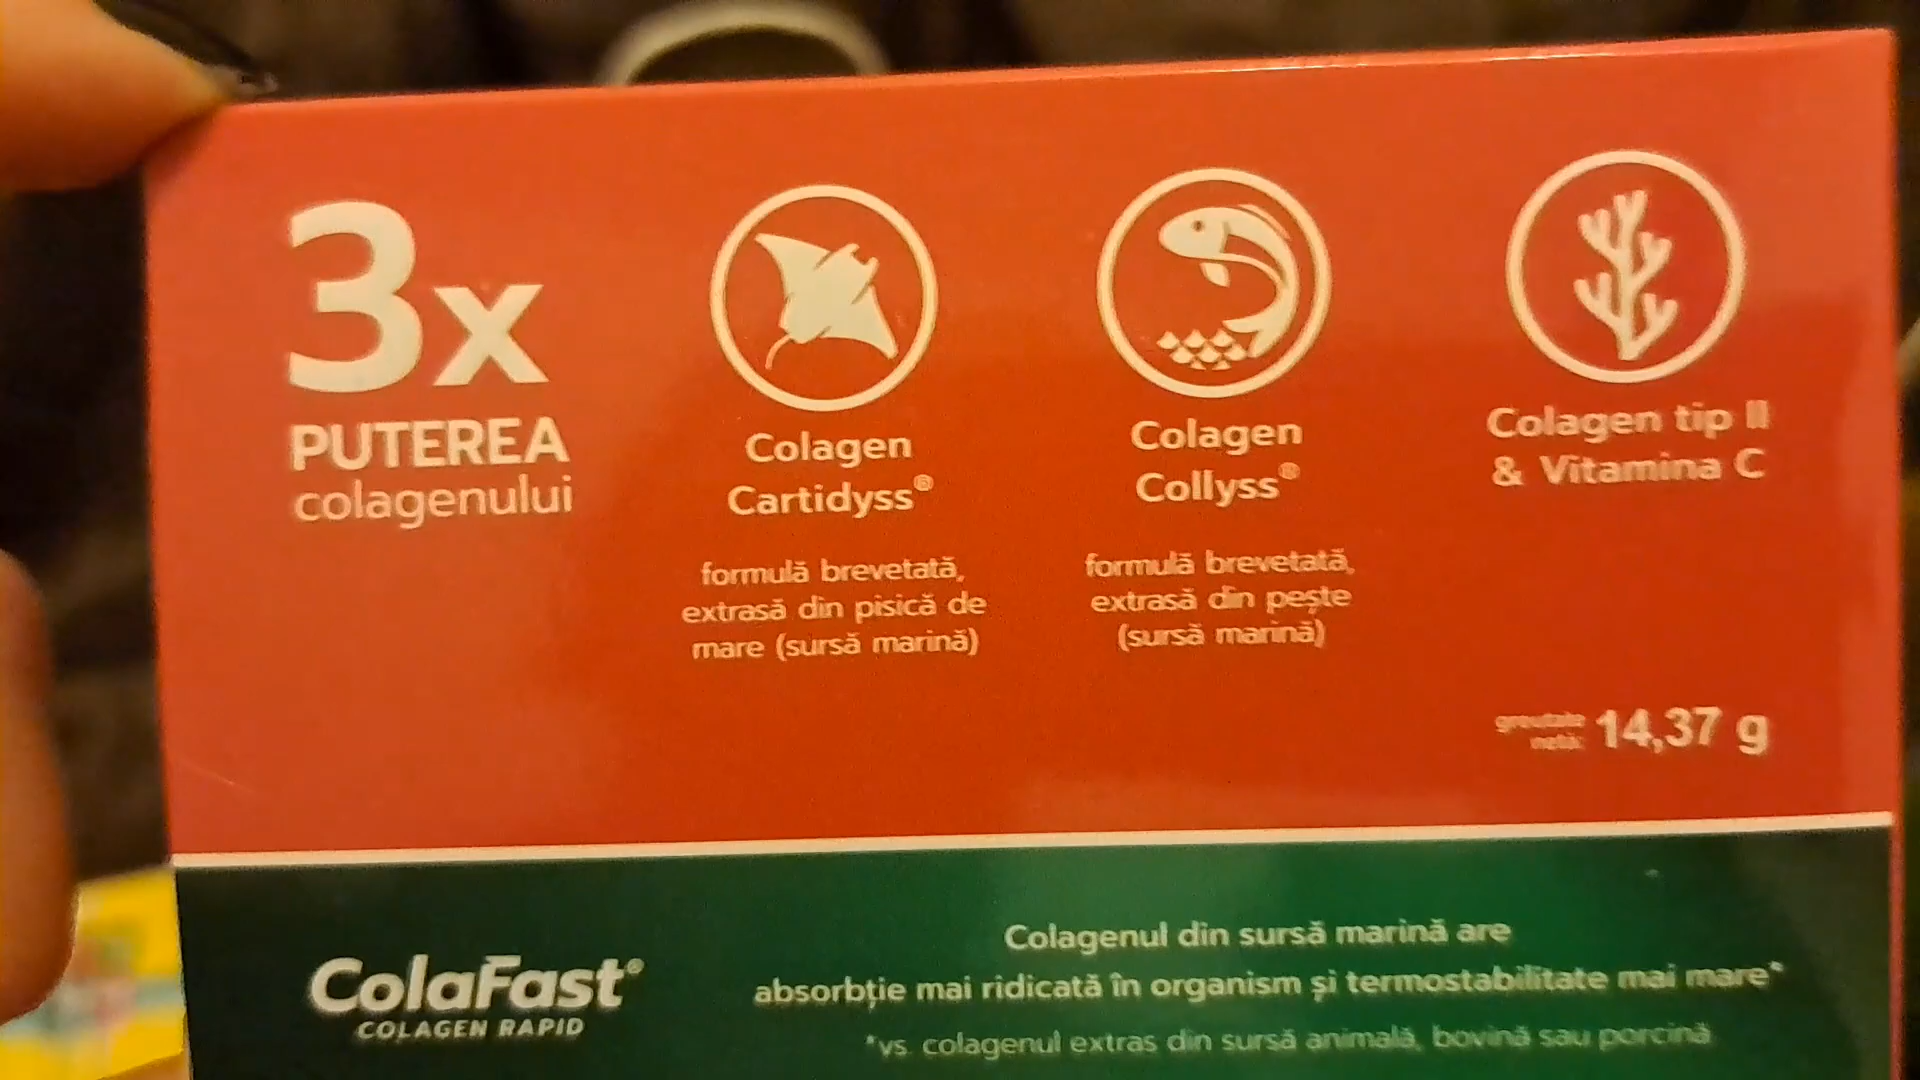 3x
PUTEREA
colagenului
Colagen
Cartidyss®
formulă brevetată,
extrasă din pisică de
mare (sursă marină)
Colagen
Collyss®
formulă brevetată,
extrasă din pește
(sursă marină)
Colagen tip II
& Vitamina C
greutate
netă: 14,37 g
ColaFast®
COLAGEN RAPID
Colagenul din sursă marină are
absorbție mai ridicată în organism și termostabilitate mai mare*
*vs. colagenul extras din sursă animală, bovină sau porcină